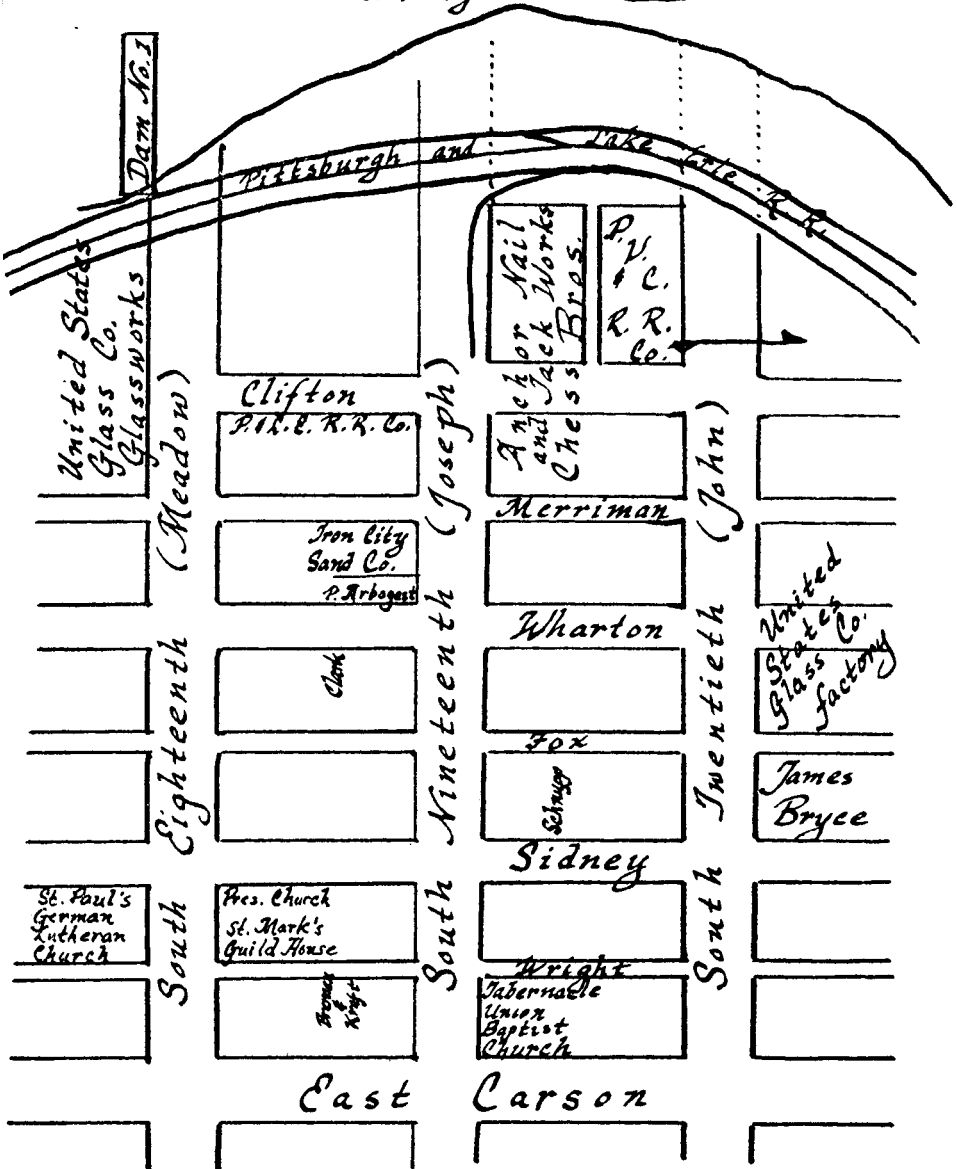 Dam No. 1
Pittsburgh and Lake Erie R. R.
United States
Glass Co.
Glassworks
Anchor Nail
and Tack Works
Chess Bros.
P.
V.
& C.
R. R.
Co.
Clifton
P. & L. E. R. R. Co.
(Meadow)
(Joseph)
(John)
Merriman
Iron City
Sand Co.
P. Arbogast
Wharton
United
States
Glass Co.
factory
Clark
Fox
Schnupp
James
Bryce
South Eighteenth
South Nineteenth
South Twentieth
Sidney
St. Paul's
German
Lutheran
Church
Pres. Church
St. Mark's
Guild House
Wright
&
Tabernacle
Union
Baptist
Church
East Carson